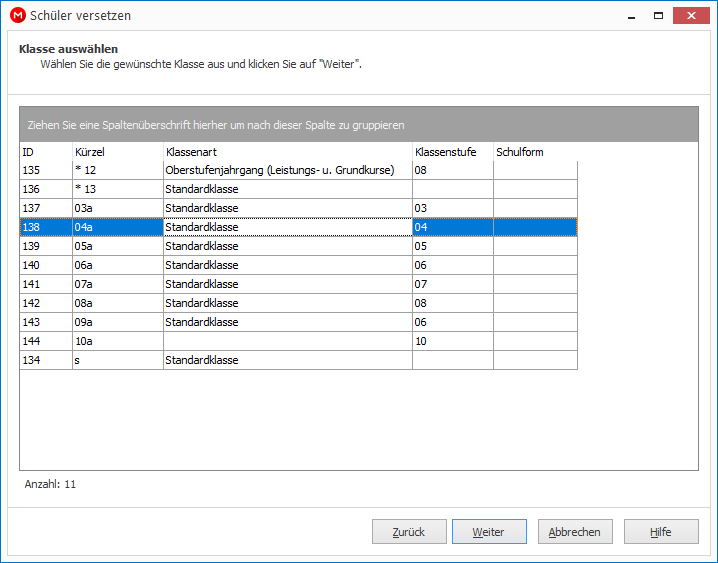 M Schüler versetzen
Klasse auswählen
Wählen Sie die gewünschte Klasse aus und klicken Sie auf "Weiter".
Ziehen Sie eine Spaltenüberschrift hierher um nach dieser Spalte zu gruppieren
ID Kürzel Klassenart Klassenstufe Schulform
135 * 12 Oberstufenjahrgang (Leistungs- u. Grundkurse) 08
136 * 13 Standardklasse
137 03a Standardklasse 03
138 04a Standardklasse 04
139 05a Standardklasse 05
140 06a Standardklasse 06
141 07a Standardklasse 07
142 08a Standardklasse 08
143 09a Standardklasse 06
144 10a 10
134 s Standardklasse
Anzahl: 11
Zurück Weiter Abbrechen Hilfe